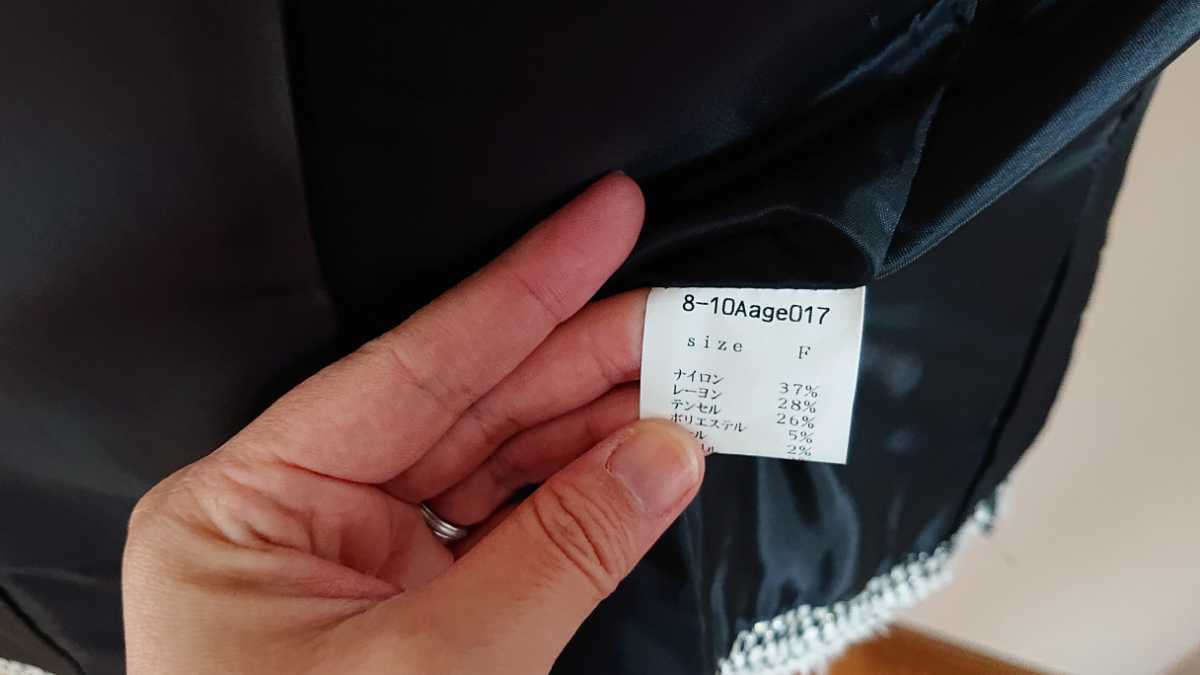 8-10Aage017
size F
ナイロン 37%
レーヨン 28%
テンセル 26%
ポリエステル 5%
2%